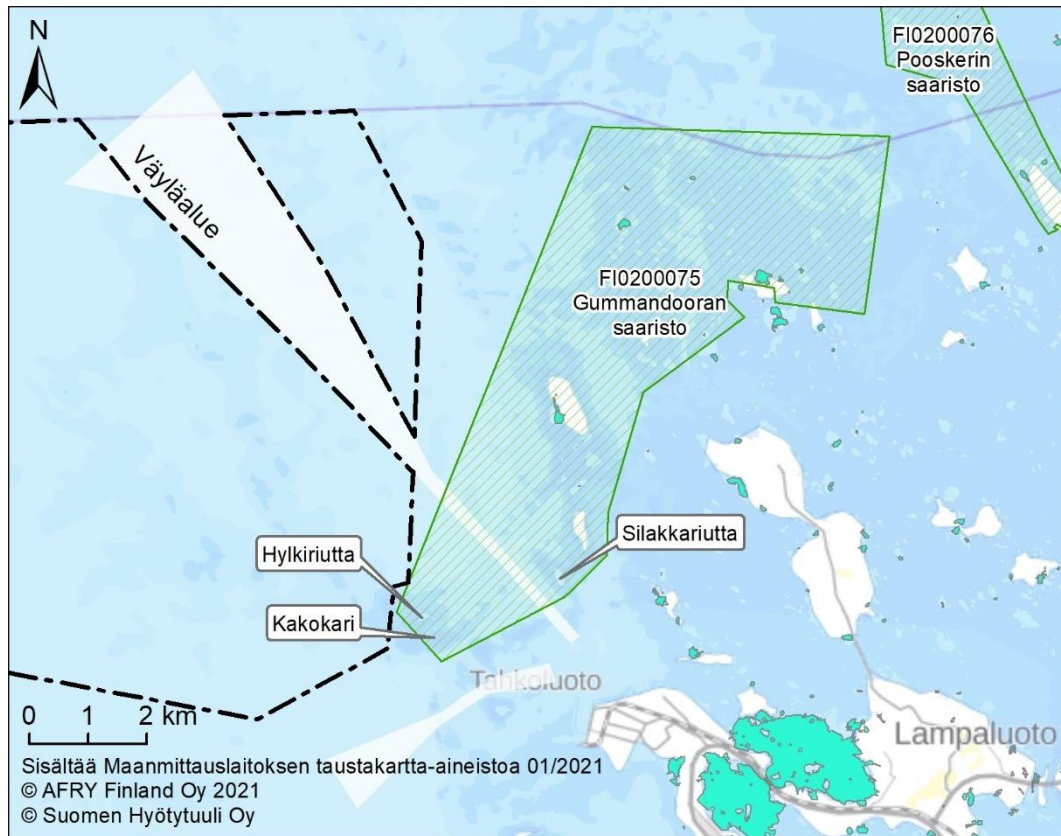 N
FI0200076
Pooskerin
saaristo
Väyläalue
FI0200075
Gummandooran
saaristo
Silakkariutta
Hylkiriutta
Kakokari
Tahkoluoto
Lampaluoto
0 1 2 km
Sisältää Maanmittauslaitoksen taustakartta-aineistoa 01/2021
© AFRY Finland Oy 2021
© Suomen Hyötytuuli Oy